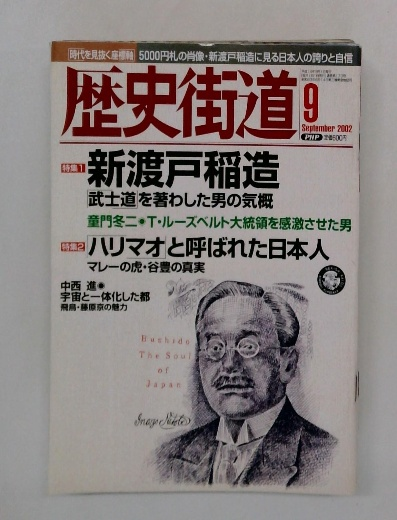 時代を見抜く座標軸 5000円札の肖像・新渡戸稲造に見る日本人の誇りと自信
歴史街道
9
September 2002
PHP
特集1
新渡戸稲造
「武士道」を著わした男の気概
童門冬二●T・ルーズベルト大統領を感激させた男
特集2
「ハリマオ」と呼ばれた日本人
マレーの虎・谷豊の真実
中西 進●
宇宙と一体化した都
飛鳥・藤原京の魅力
Bushido
The Soul
of
Japan